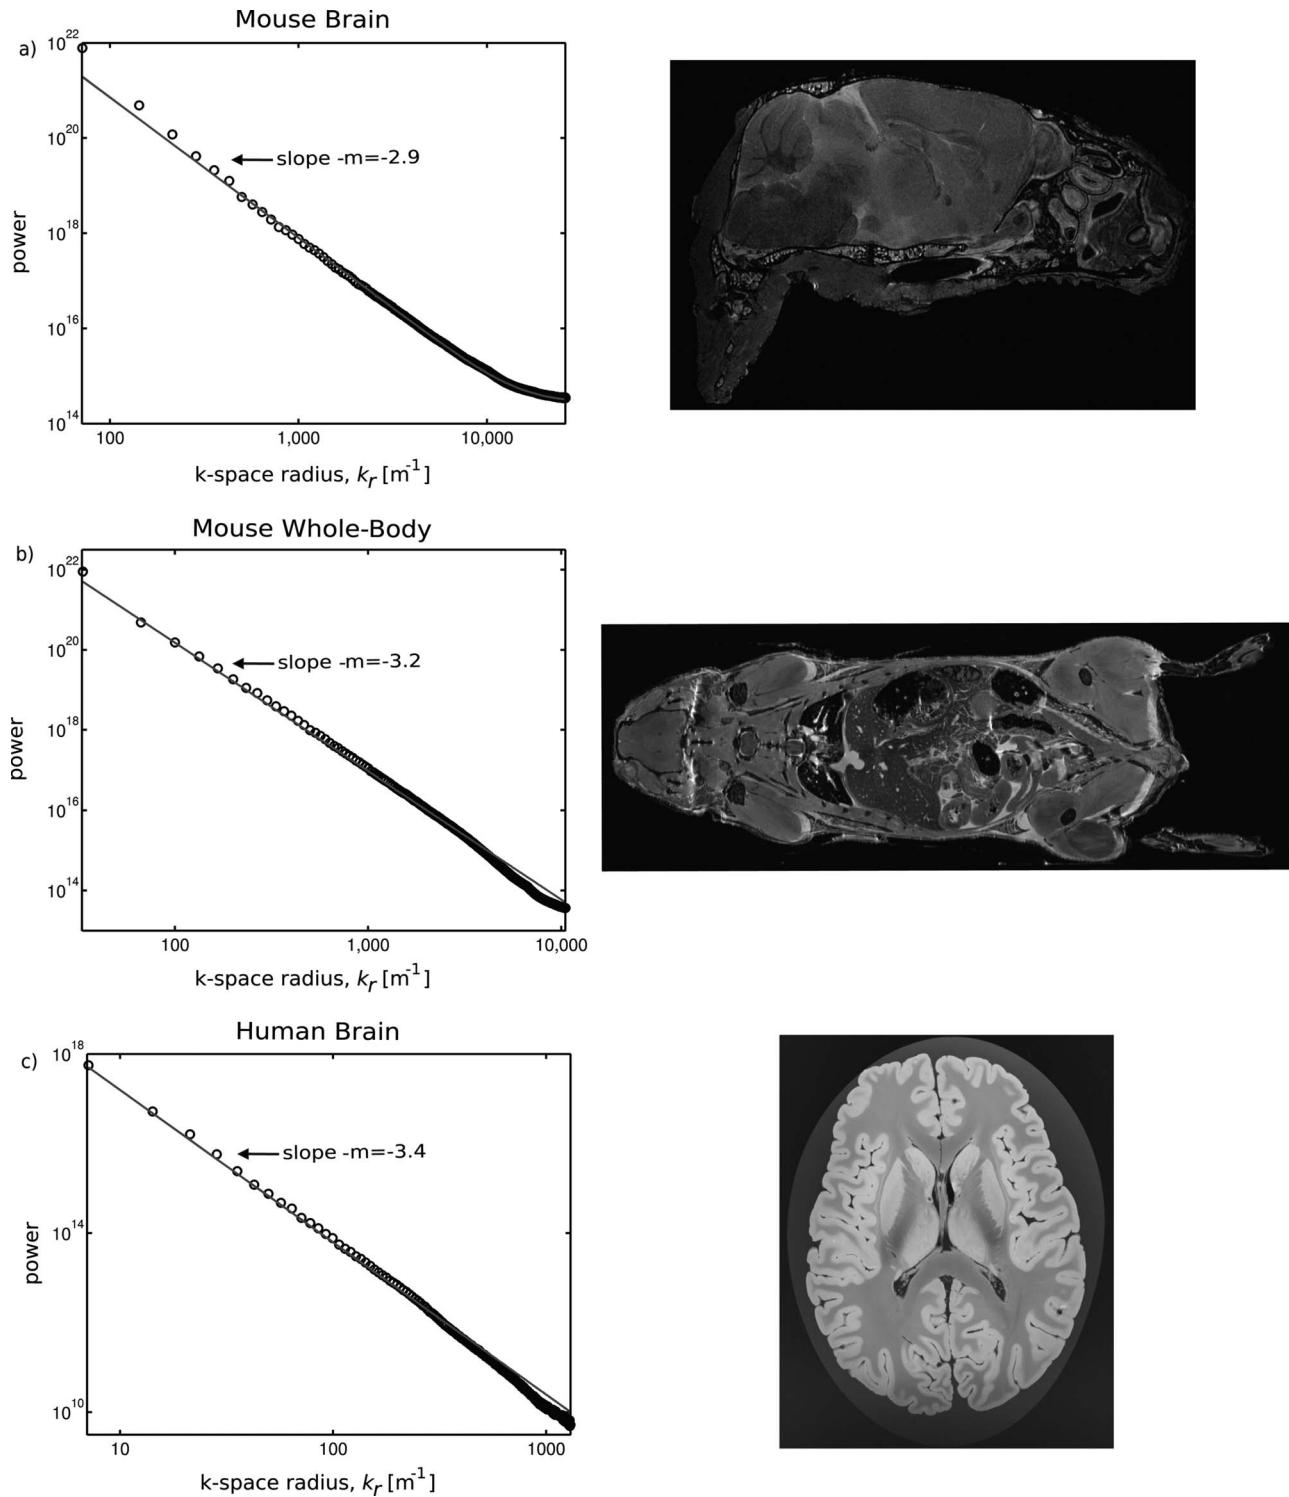 Mouse Brain
a)
10^22
10^20
10^18
10^16
10^14
power
slope -m=-2.9
100 1,000 10,000
k-space radius, k_r [m^-1]
Mouse Whole-Body
b)
10^22
10^20
10^18
10^16
10^14
power
slope -m=-3.2
100 1,000 10,000
k-space radius, k_r [m^-1]
Human Brain
c)
10^18
10^14
10^10
power
slope -m=-3.4
10 100 1000
k-space radius, k_r [m^-1]